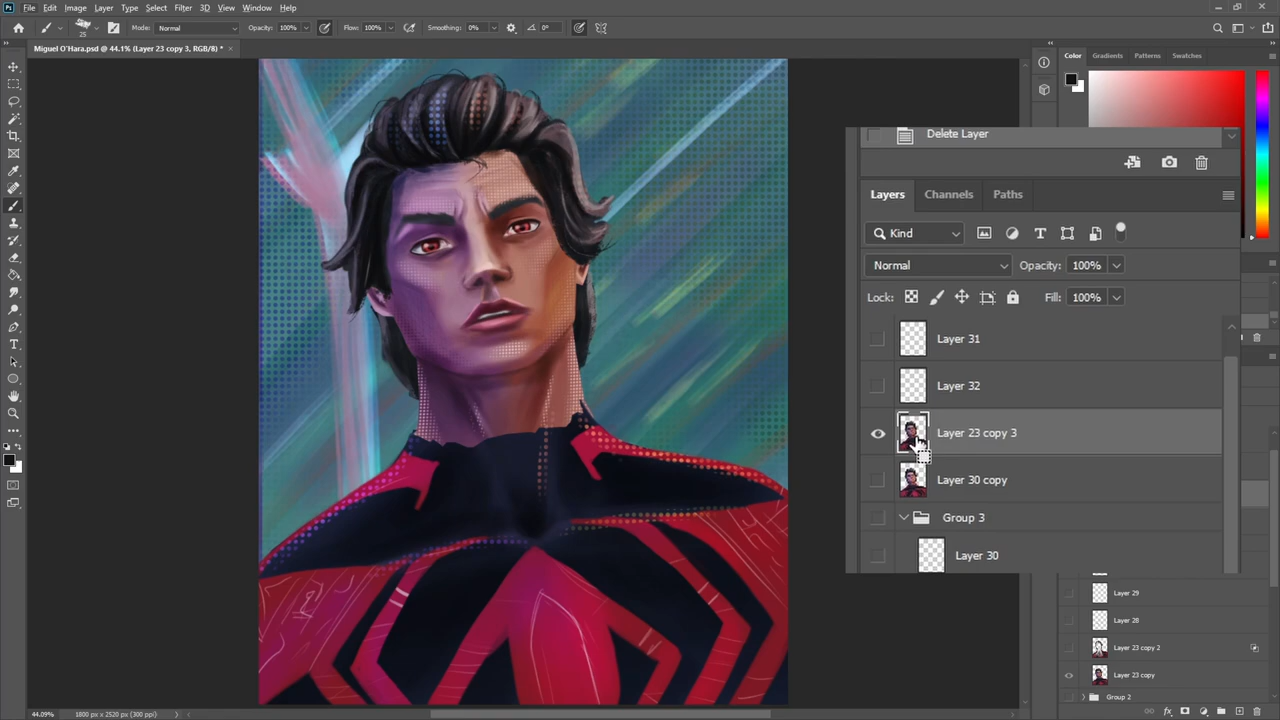 File Edit Image Layer Type Select Filter 3D View Window Help
25 Mode: Normal Opacity: 100% Flow: 100% Smoothing: 0% 0°
Miguel O'Hara.psd @ 44.1% (Layer 23 copy 3, RGB/8) *
Color Gradients Patterns Swatches
Delete Layer
Layers Channels Paths
Kind
Normal Opacity: 100%
Lock: Fill: 100%
Layer 31
Layer 32
Layer 23 copy 3
Layer 30 copy
Group 3
Layer 30
Layer 29
Layer 28
Layer 23 copy 2
Layer 23 copy
Group 2
44.09% 1800 px x 2520 px (300 ppi)